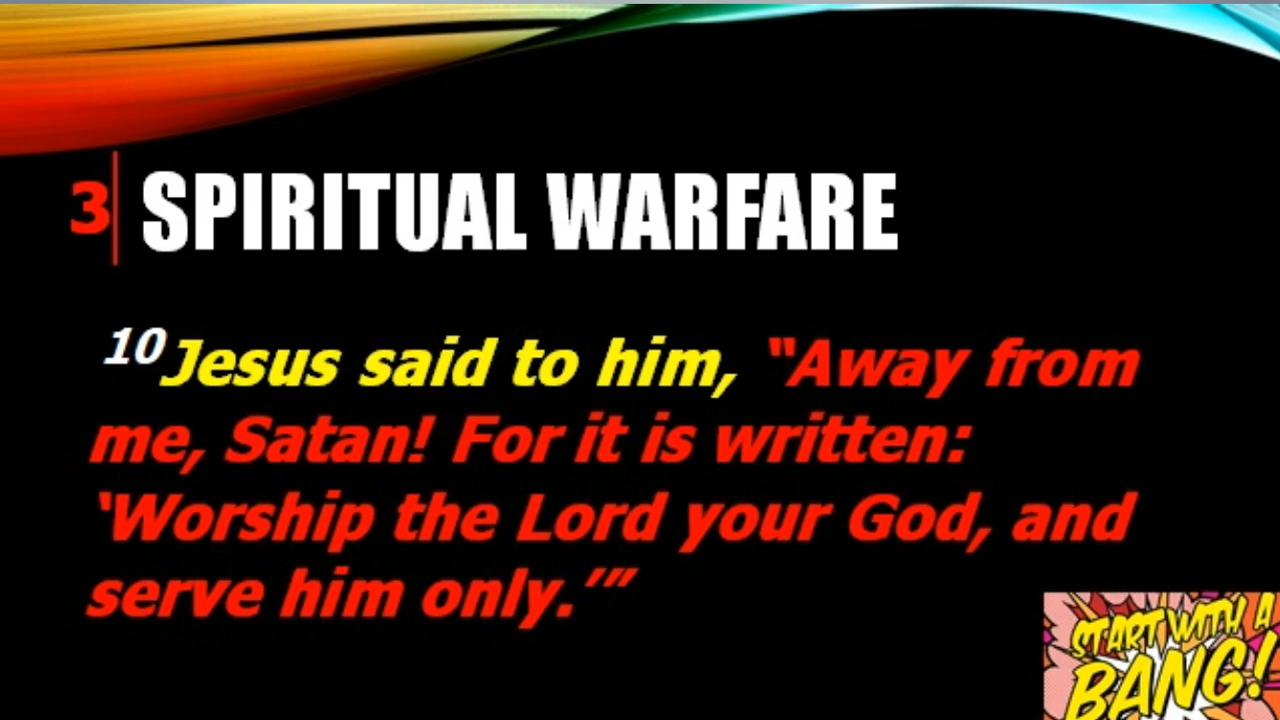 3 SPIRITUAL WARFARE
10 Jesus said to him, “Away from
me, Satan! For it is written:
‘Worship the Lord your God, and
serve him only.’”
START WITH A
BANG!